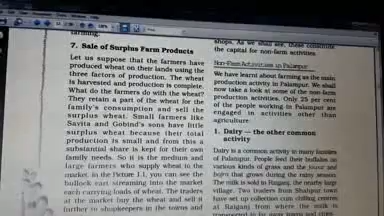 farming.
7. Sale of Surplus Farm Products
Let us suppose that the farmers have
produced wheat on their lands using the
three factors of production. The wheat
is harvested and production is complete.
What do the farmers do with the wheat?
They retain a part of the wheat for the
family's consumption and sell the
surplus wheat. Small farmers like
Savita and Gobind's sons have little
surplus wheat because their total
production is small and from this a
substantial share is kept for their own
family needs. So it is the medium and
large farmers who supply wheat to the
market. In the Picture 1.1, you can see the
bullock cart streaming into the market
each carrying loads of wheat. The traders
at the market buy the wheat and sell it
further to shopkeepers in the towns and
shops. As we shall see, these constitute
the capital for non-farm activities.
Non-Farm Activities in Palampur
We have learnt about farming as the main
production activity in Palampur. We shall
now take a look at some of the non-farm
production activities. Only 25 per cent
of the people working in Palampur are
engaged in activities other than
agriculture.
1. Dairy — the other common
activity
Dairy is a common activity in many families
of Palampur. People feed their buffalos on
various kinds of grass and the jowar and
bajra that grows during the rainy season.
The milk is sold in Raiganj, the nearby large
village. Two traders from Shahpur town
have set up collection cum chilling centres
at Raiganj from where the milk is
transported to far away towns and cities.